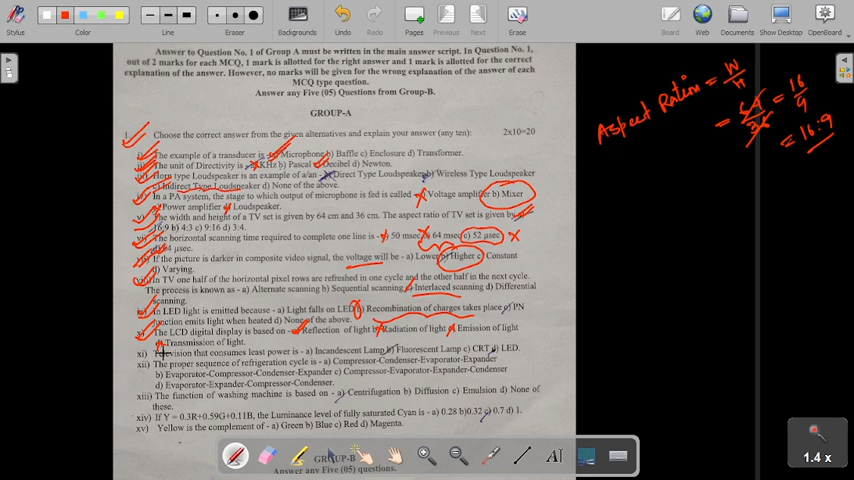 Stylus
Color
Line
Eraser
Backgrounds
Undo
Redo
Pages
Previous
Next
Erase
Board
Web
Show Desktop
OpenBoard
Answer to Question No. 1 of Group A must be written in the main answer script. In Question No. 1,
out of 2 marks for each MCQ, 1 mark is allotted for the right answer and 1 mark is allotted for the correct
explanation of the answer. However, no marks will be given for the wrong explanation of the answer of each
MCQ type question.
Answer any Five (05) Questions from Group-B.
GROUP-A
1. Choose the correct answer from the given alternatives and explain your answer (any ten): 2x10=20
i) The example of a transducer is - a) Microphone b) Baffle c) Enclosure d) Transformer.
ii) The unit of Directivity is - KHz b) Pascal c) Decibel d) Newton.
iii) Horn type Loudspeaker is an example of a/an - Direct Type Loudspeaker b) Wireless Type Loudspeaker
c) Indirect Type Loudspeaker d) None of the above.
iv) In a PA system, the stage to which output of microphone is fed is called - Voltage amplifier b) Mixer
Power amplifier d) Loudspeaker.
v) The width and height of a TV set is given by 64 cm and 36 cm. The aspect ratio of TV set is given by a)
16:9 b) 4:3 c) 9:16 d) 3:4.
vi) The horizontal scanning time required to complete one line is - a) 50 msec 64 msec c) 52 µsec
64 µsec.
vii) If the picture is darker in composite video signal, the voltage will be - a) Lower b) Higher c) Constant
d) Varying.
viii) In TV one half of the horizontal pixel rows are refreshed in one cycle and the other half in the next cycle.
The process is known as - a) Alternate scanning b) Sequential scanning c) Interlaced scanning d) Differential
scanning.
ix) In LED light is emitted because - a) Light falls on LED b) Recombination of charges takes place c) PN
junction emits light when heated d) None of the above.
x) The LCD digital display is based on - Reflection of light b) Radiation of light Emission of light
d) Transmission of light.
xi) Television that consumes least power is - a) Incandescent Lamp b) Fluorescent Lamp c) CRT d) LED.
xii) The proper sequence of refrigeration cycle is - a) Compressor-Condenser-Evaporator-Expander
b) Evaporator-Compressor-Condenser-Expander c) Compressor-Evaporator-Expander-Condenser
d) Evaporator-Expander-Compressor-Condenser.
xiii) The function of washing machine is based on - a) Centrifugation b) Diffusion c) Emulsion d) None of
these.
xiv) If Y = 0.3R+0.59G+0.11B, the Luminance level of fully saturated Cyan is - a) 0.28 b)0.32 c) 0.7 d) 1.
xv) Yellow is the complement of - a) Green b) Blue c) Red d) Magenta.
GROUP-B
Answer any Five (05) questions.
Aspect Ration = W/H
= 64/36 = 16/9
= 16.9
1.4 x